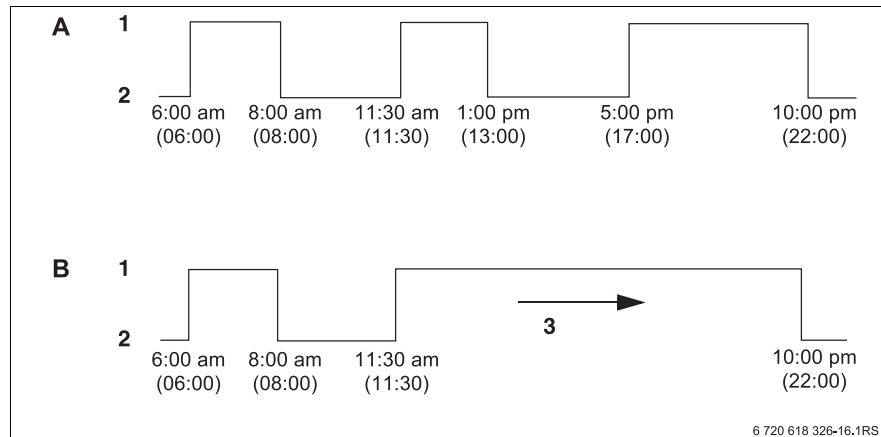 A 1
2
6:00 am 8:00 am 11:30 am 1:00 pm 5:00 pm 10:00 pm
(06:00) (08:00) (11:30) (13:00) (17:00) (22:00)
B 1
3
2
6:00 am 8:00 am 11:30 am 10:00 pm
(06:00) (08:00) (11:30) (22:00)
6 720 618 326-16.1RS